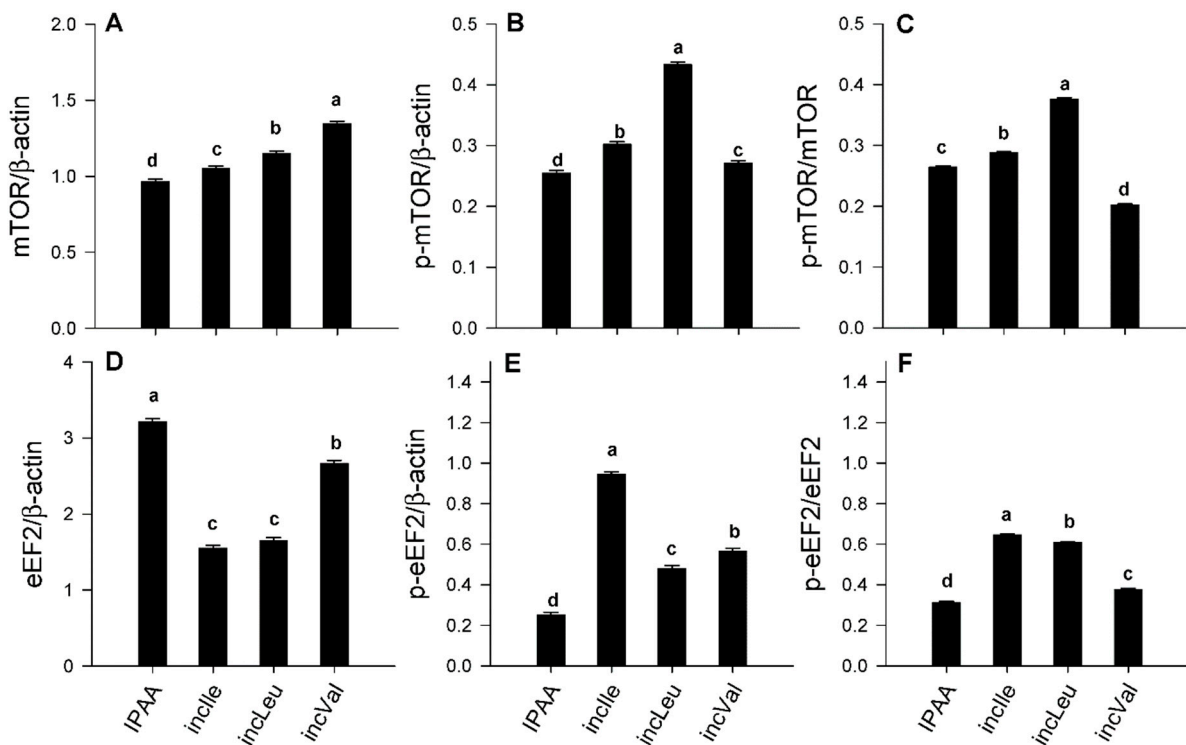 A
mTOR/β-actin
2.0
1.5
1.0
0.5
0.0
d
c
b
a
B
p-mTOR/β-actin
0.5
0.4
0.3
0.2
0.1
0.0
d
b
a
c
C
p-mTOR/mTOR
0.5
0.4
0.3
0.2
0.1
0.0
c
b
a
d
D
eEF2/β-actin
4
3
2
1
0
a
c
c
b
IPAA
incIle
incLeu
incVal
E
p-eEF2/β-actin
1.4
1.2
1.0
0.8
0.6
0.4
0.2
0.0
d
a
c
b
IPAA
incIle
incLeu
incVal
F
p-eEF2/eEF2
1.4
1.2
1.0
0.8
0.6
0.4
0.2
0.0
d
a
b
c
IPAA
incIle
incLeu
incVal